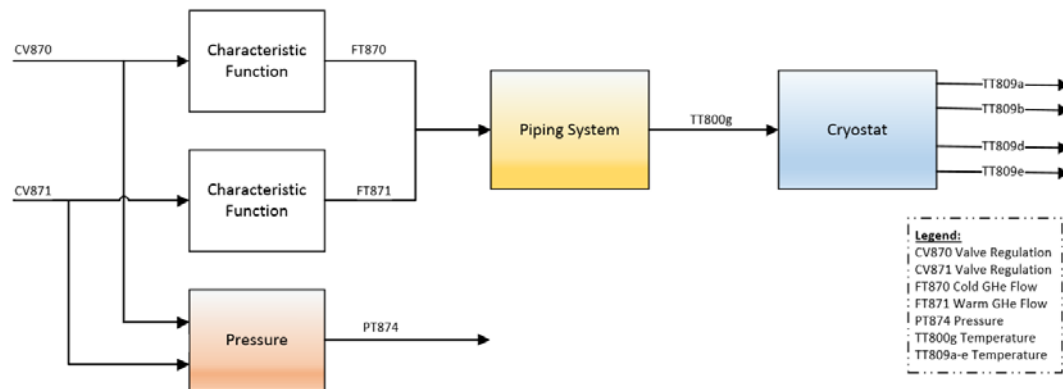 CV870
Characteristic
Function
FT870
Piping System
TT800g
Cryostat
TT809a
TT809b
TT809d
TT809e
CV871
Characteristic
Function
FT871
Pressure
PT874
Legend:
CV870 Valve Regulation
CV871 Valve Regulation
FT870 Cold GHe Flow
FT871 Warm GHe Flow
PT874 Pressure
TT800g Temperature
TT809a-e Temperature